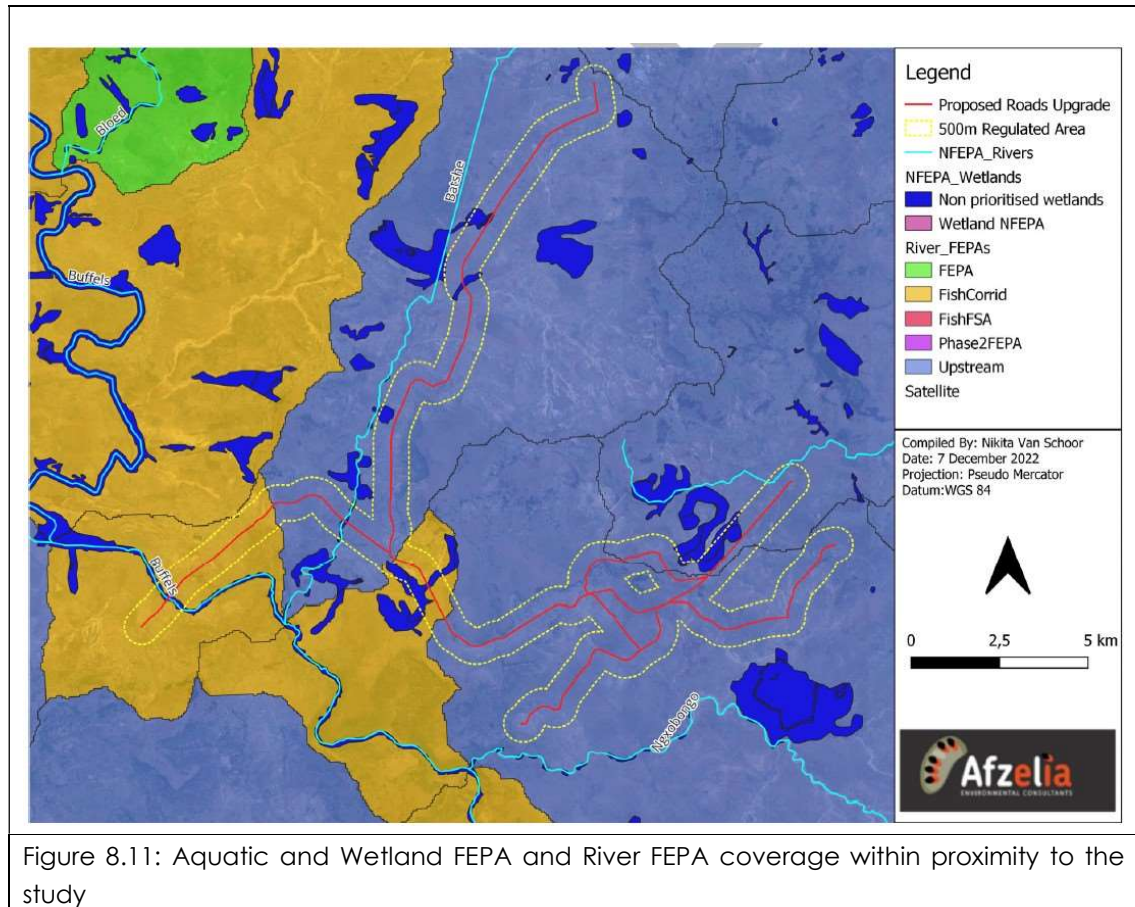 Bloed
Buffels
Batshe
Buffels
Ngxobongo
Legend
Proposed Roads Upgrade
500m Regulated Area
NFEPA_Rivers
NFEPA_Wetlands
Non prioritised wetlands
Wetland NFEPA
River_FEPAs
FEPA
FishCorrid
FishFSA
Phase2FEPA
Upstream
Satellite
Compiled By: Nikita Van Schoor
Date: 7 December 2022
Projection: Pseudo Mercator
Datum:WGS 84
0 2,5 5 km
Afzelia
ENVIRONMENTAL CONSULTANTS
Figure 8.11: Aquatic and Wetland FEPA and River FEPA coverage within proximity to the
study